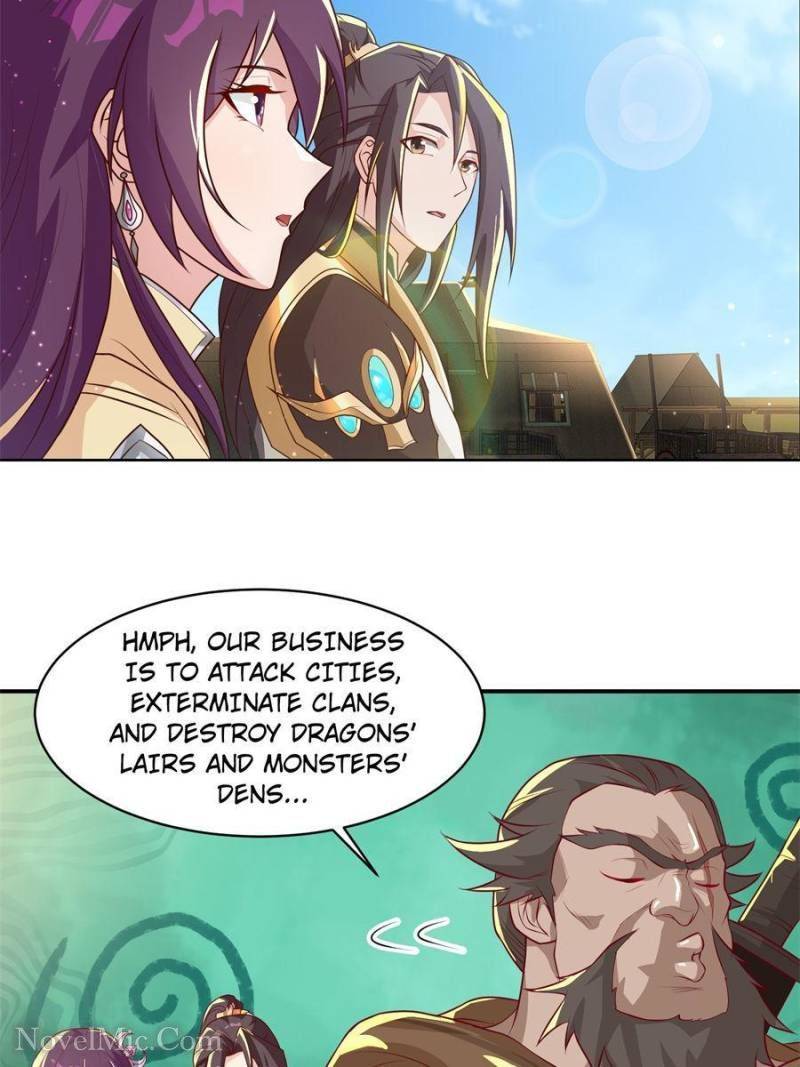 HMPH, OUR BUSINESS
IS TO ATTACK CITIES,
EXTERMINATE CLANS,
AND DESTROY DRAGONS'
LAIRS AND MONSTERS'
DENS...
NovelMic.Com